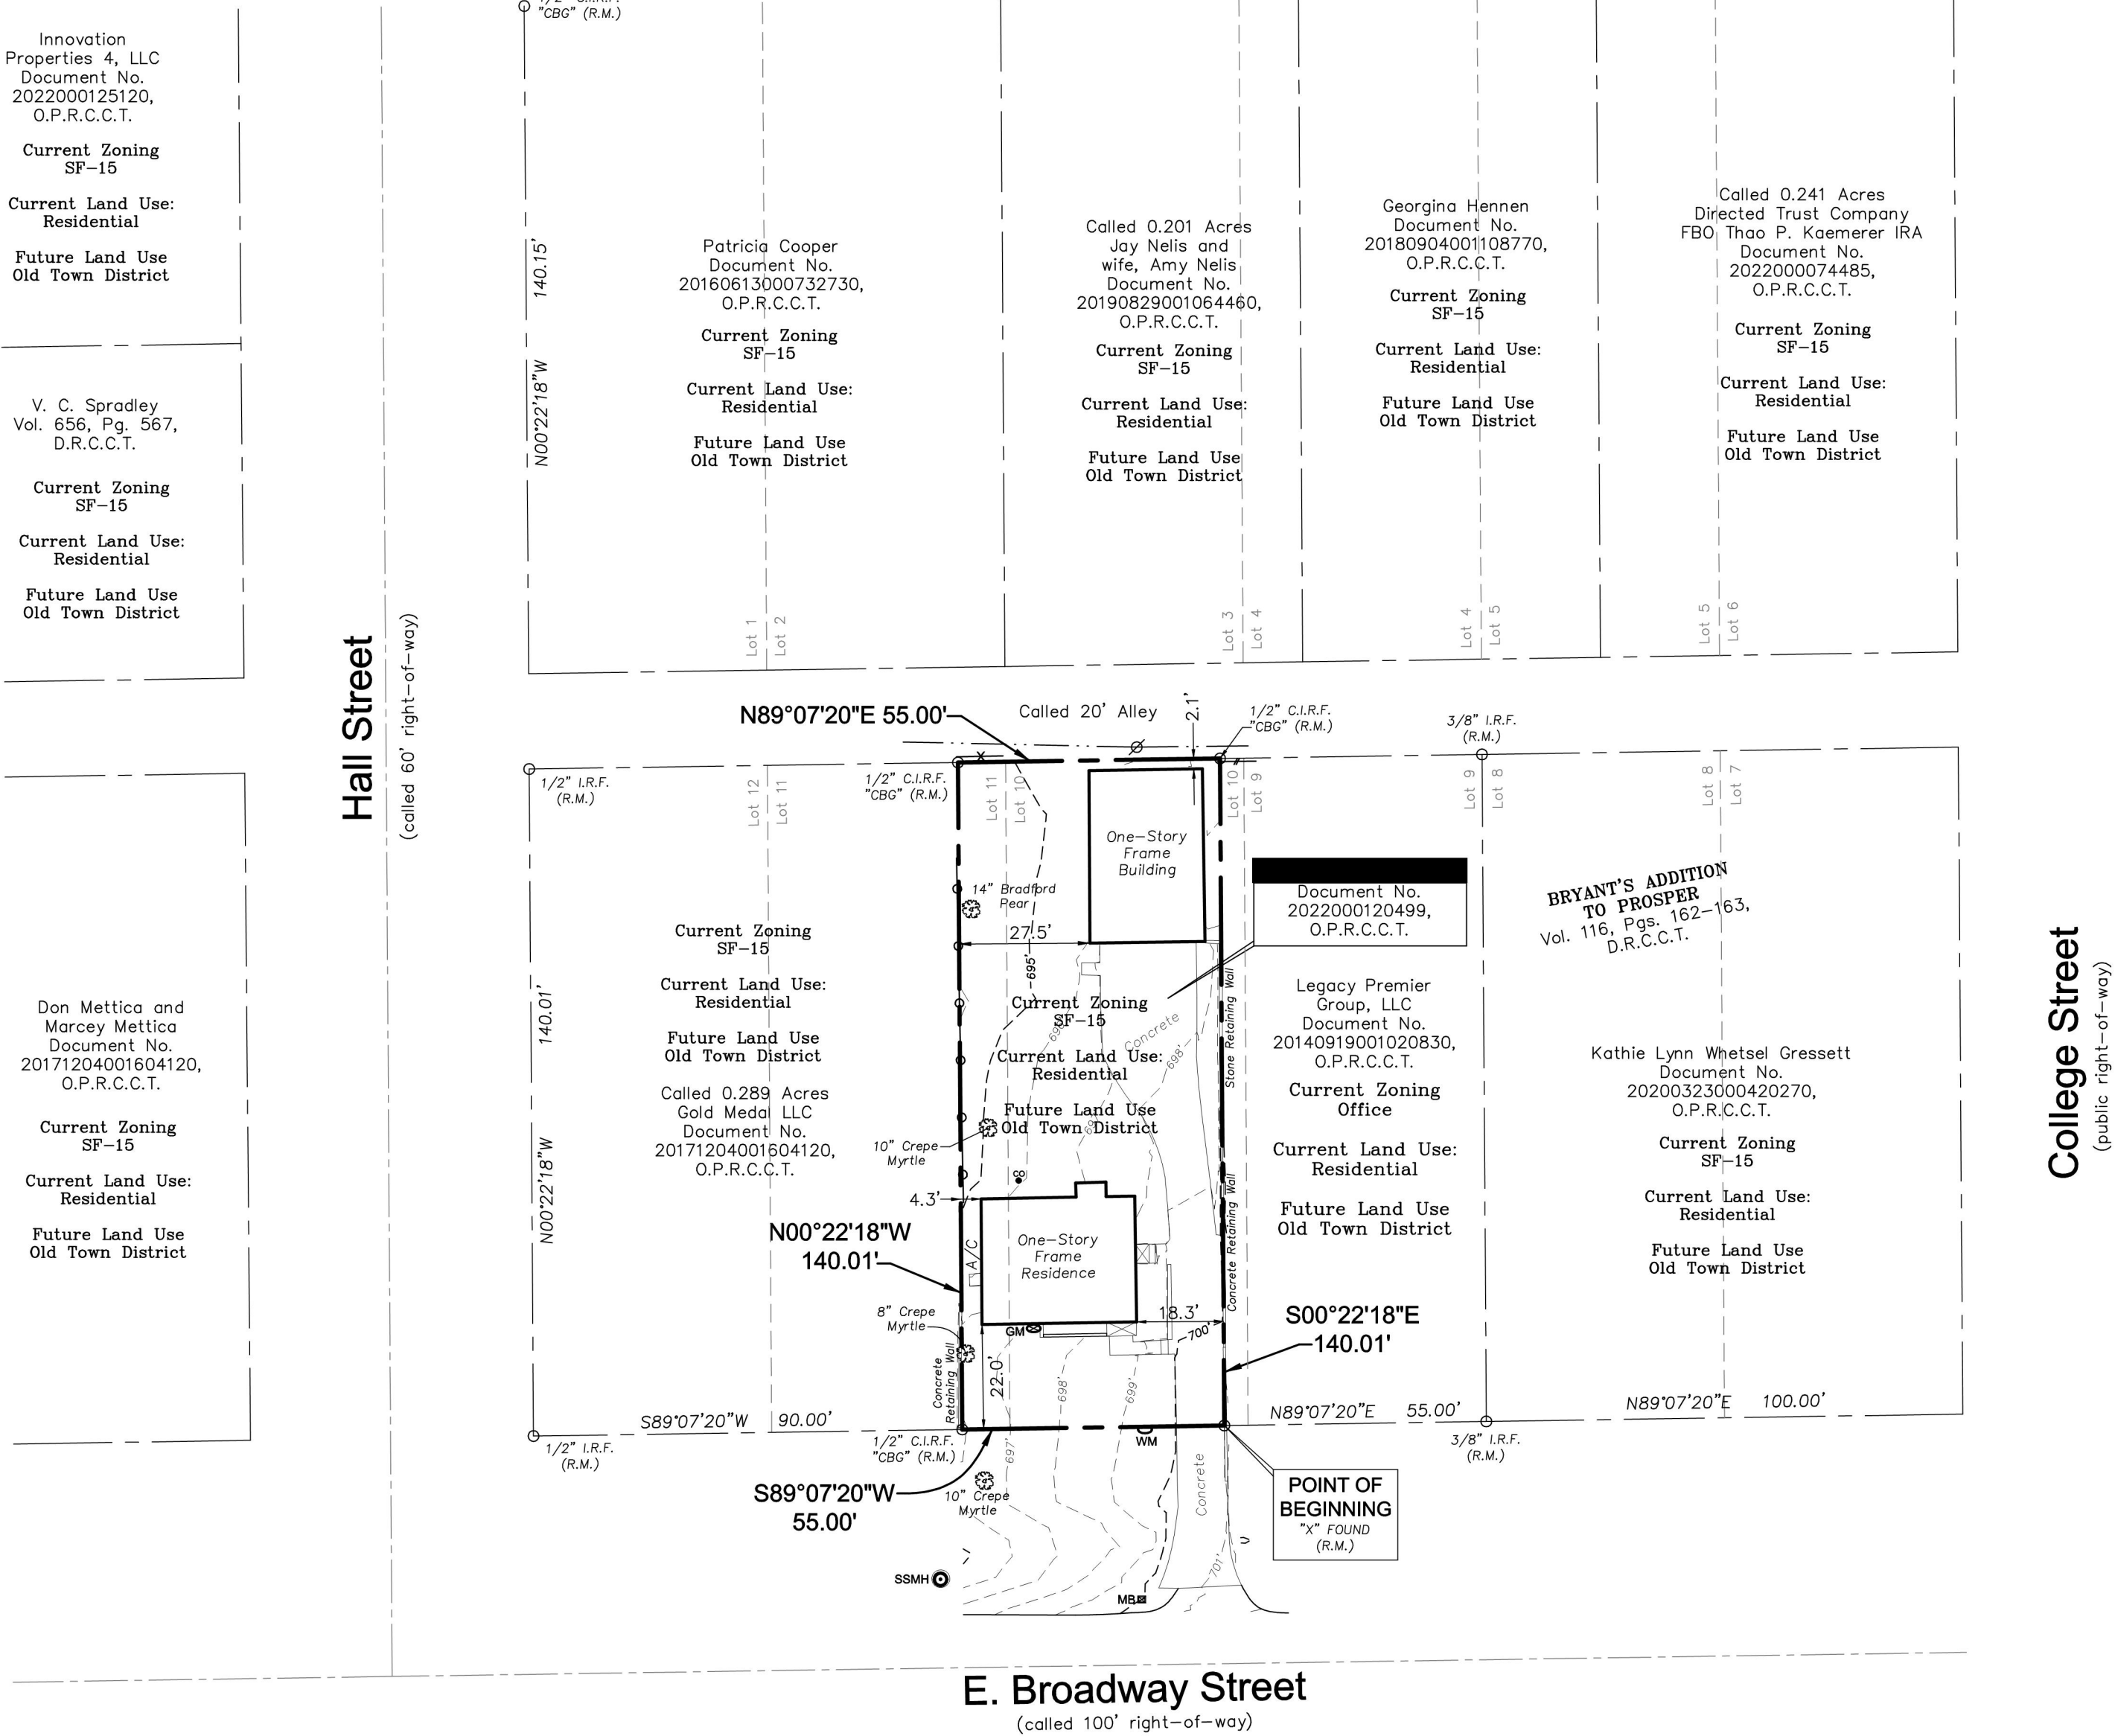 "CBG" (R.M.)
Innovation
Properties 4, LLC
Document No.
2022000125120,
O.P.R.C.C.T.
Current Zoning
SF-15
Current Land Use:
Residential
Future Land Use
Old Town District
V. C. Spradley
Vol. 656, Pg. 567,
D.R.C.C.T.
Current Zoning
SF-15
Current Land Use:
Residential
Future Land Use
Old Town District
Hall Street
(called 60' right-of-way)
140.15'
N00°22'18"W
Patricia Cooper
Document No.
20160613000732730,
O.P.R.C.C.T.
Current Zoning
SF-15
Current Land Use:
Residential
Future Land Use
Old Town District
Called 0.201 Acres
Jay Nelis and
wife, Amy Nelis
Document No.
20190829001064460,
O.P.R.C.C.T.
Current Zoning
SF-15
Current Land Use:
Residential
Future Land Use
Old Town District
Georgina Hennen
Document No.
20180904001108770,
O.P.R.C.C.T.
Current Zoning
SF-15
Current Land Use:
Residential
Future Land Use
Old Town District
Called 0.241 Acres
Directed Trust Company
FBO Thao P. Kaemerer IRA
Document No.
2022000074485,
O.P.R.C.C.T.
Current Zoning
SF-15
Current Land Use:
Residential
Future Land Use
Old Town District
Lot 1
Lot 2
Lot 3
Lot 4
Lot 4
Lot 5
Lot 5
Lot 6
N89°07'20"E 55.00'
Called 20' Alley
2.1'
1/2" C.I.R.F.
"CBG" (R.M.)
3/8" I.R.F.
(R.M.)
1/2" I.R.F.
(R.M.)
Lot 12
Lot 11
1/2" C.I.R.F.
"CBG" (R.M.)
Lot 11
Lot 10
Lot 10
Lot 9
Lot 9
Lot 8
Lot 8
Lot 7
One-Story
Frame
Building
14" Bradford
Pear
27.5'
695'
Document No.
2022000120499,
O.P.R.C.C.T.
BRYANT'S ADDITION
TO PROSPER
Vol. 116, Pgs. 162-163,
D.R.C.C.T.
College Street
(public right-of-way)
Don Mettica and
Marcey Mettica
Document No.
20171204001604120,
O.P.R.C.C.T.
Current Zoning
SF-15
Current Land Use:
Residential
Future Land Use
Old Town District
140.01'
N00°22'18"W
Current Zoning
SF-15
Current Land Use:
Residential
Future Land Use
Old Town District
Called 0.289 Acres
Gold Medal LLC
Document No.
20171204001604120,
O.P.R.C.C.T.
Current Zoning
SF-15
Current Land Use:
Residential
Future Land Use
Old Town District
Concrete
698'
Stone Retaining Wall
Concrete Retaining Wall
Legacy Premier
Group, LLC
Document No.
20140919001020830,
O.P.R.C.C.T.
Current Zoning
Office
Current Land Use:
Residential
Future Land Use
Old Town District
Kathie Lynn Whetsel Gressett
Document No.
20200323000420270,
O.P.R.C.C.T.
Current Zoning
SF-15
Current Land Use:
Residential
Future Land Use
Old Town District
10" Crepe
Myrtle
4.3'
A/C
One-Story
Frame
Residence
N00°22'18"W
140.01'
8" Crepe
Myrtle
GM
18.3'
700'
S00°22'18"E
140.01'
Concrete
Retaining Wall
22.0'
698'
699'
S89°07'20"W 90.00'
N89°07'20"E 55.00'
N89°07'20"E 100.00'
1/2" I.R.F.
(R.M.)
1/2" C.I.R.F.
"CBG" (R.M.)
697'
WM
3/8" I.R.F.
(R.M.)
S89°07'20"W
55.00'
10" Crepe
Myrtle
Concrete
POINT OF
BEGINNING
"X" FOUND
(R.M.)
701'
SSMH
MB
E. Broadway Street
(called 100' right-of-way)